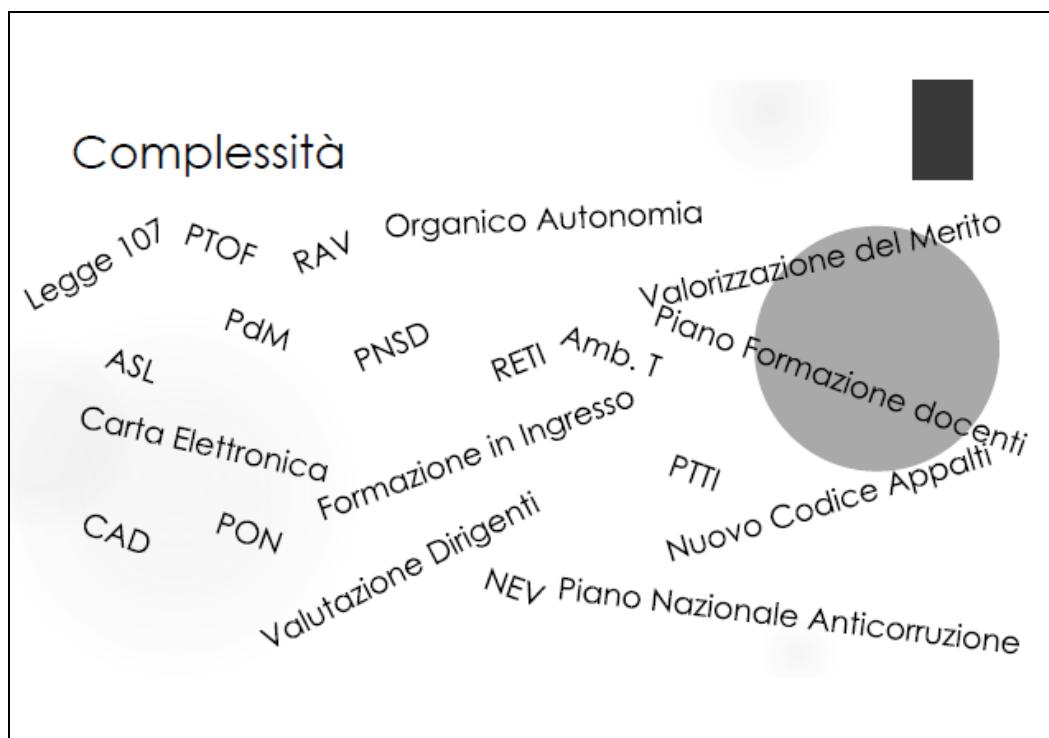 Complessità
Legge 107
PTOF
RAV
Organico Autonomia
Valorizzazione del Merito
PdM
PNSD
RETI
Amb. T
Piano Formazione docenti
ASL
Carta Elettronica
Formazione in Ingresso
PTTI
Nuovo Codice Appalti
CAD
PON
Valutazione Dirigenti
NEV
Piano Nazionale Anticorruzione